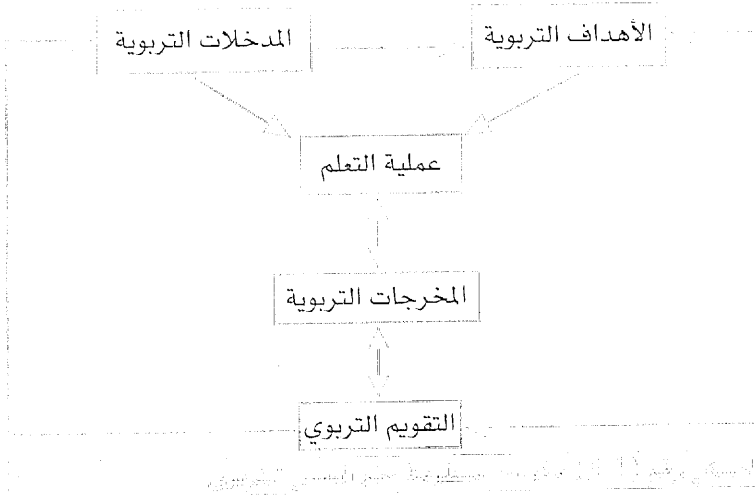 الأهداف التربوية
المدخلات التربوية
عملية التعلم
المخرجات التربوية
التقويم التربوي